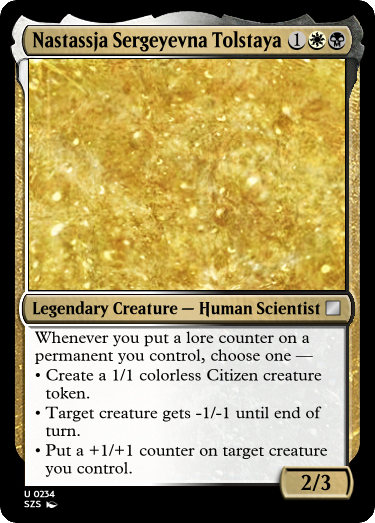 Nastassja Sergeyevna Tolstaya 1
Legendary Creature — Human Scientist
Whenever you put a lore counter on a
permanent you control, choose one —
• Create a 1/1 colorless Citizen creature
token.
• Target creature gets -1/-1 until end of
turn.
• Put a +1/+1 counter on target creature
you control.
2/3
U 0234
SZS